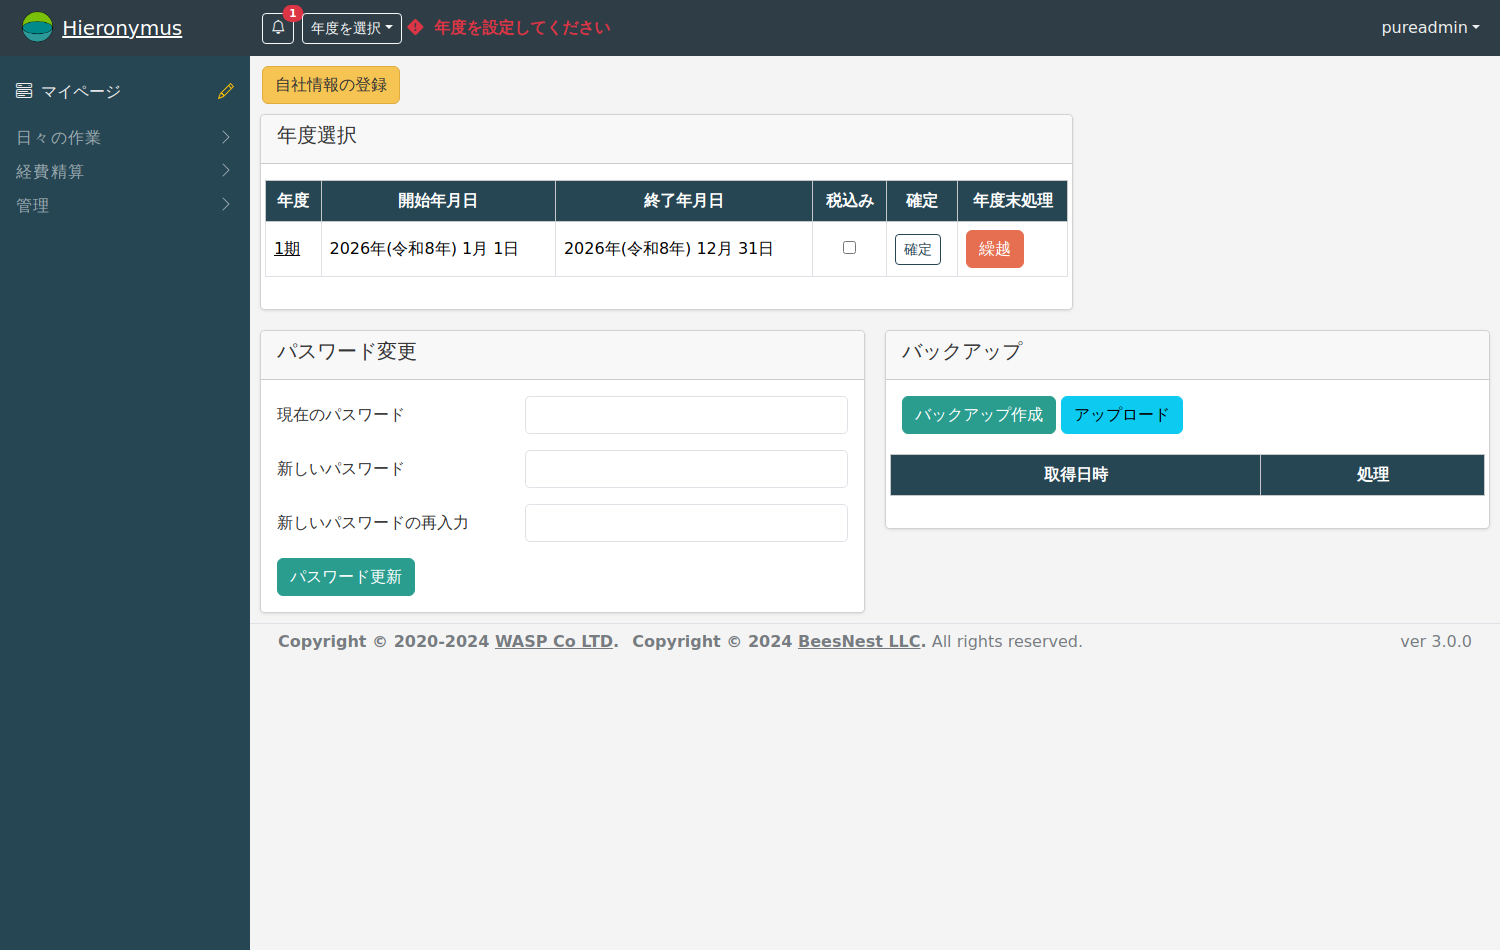 Hieronymus
1
年度を選択
年度を設定してください
pureadmin
マイページ
日々の作業
経費精算
管理
自社情報の登録
年度選択
年度 開始年月日 終了年月日 税込み 確定 年度末処理
1期 2026年(令和8年) 1月 1日 2026年(令和8年) 12月 31日 確定 繰越
パスワード変更
現在のパスワード
新しいパスワード
新しいパスワードの再入力
パスワード更新
バックアップ
バックアップ作成 アップロード
取得日時 処理
Copyright © 2020-2024 WASP Co LTD. Copyright © 2024 BeesNest LLC. All rights reserved.
ver 3.0.0